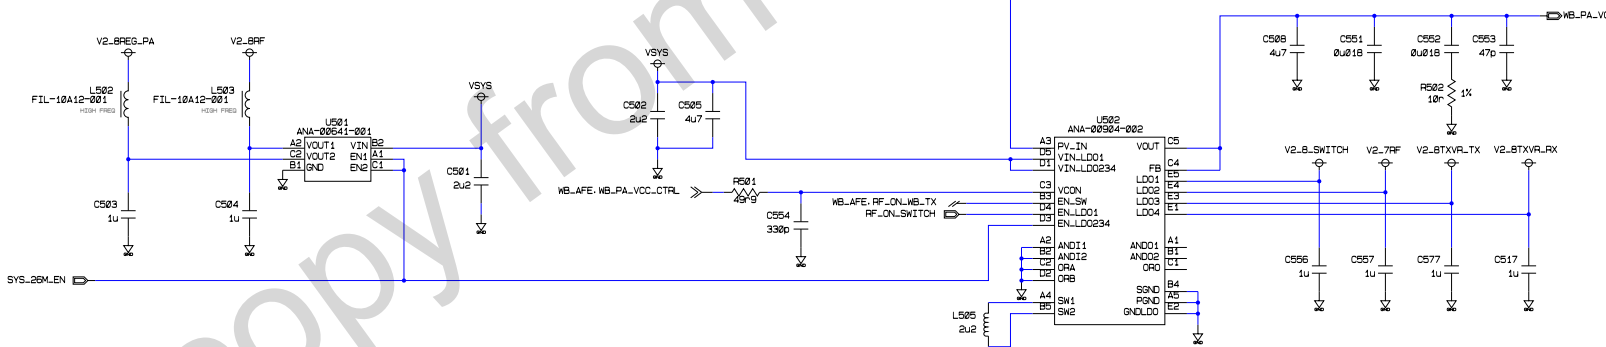 WB_PA_VC
C508
4u7
C551
0u018
C552
0u018
C553
47p
R502
10r
1%
V2_8REG_PA
V2_8RF
L502
FIL-10A12-001
HIGH FREQ
L503
FIL-10A12-001
HIGH FREQ
VSYS
U501
ANA-00641-001
A2 VOUT1
C2 VOUT2
B1 GND
VIN B2
EN1 A1
EN2 C1
C501
2u2
C503
1u
C504
1u
SYS_26M_EN
VSYS
C502
2u2
C505
4u7
WB_AFE.WB_PA_VCC_CTRL
R501
49r9
C554
330p
WB_AFE.RF_ON_WB_TX
RF_ON_SWITCH
U502
ANA-00904-002
A3 PV_IN
D5 VIN_LDO1
D1 VIN_LDO234
C3 VCON
B3 EN_SW
D4 EN_LDO1
D3 EN_LDO234
A2 ANDI1
B2 ANDI2
C2 ORA
D2 ORB
A4 SW1
B5 SW2
VOUT C5
FB C4
LDO1 E5
LDO2 E4
LDO3 E3
LDO4 E1
ANDO1 A1
ANDO2 B1
ORO C1
SGND B4
PGND A5
GNDLDO E2
L505
2u2
V2_8_SWITCH
V2_7RF
V2_8TXVR_TX
V2_8TXVR_RX
C556
1u
C557
1u
C577
1u
C517
1u
copy from